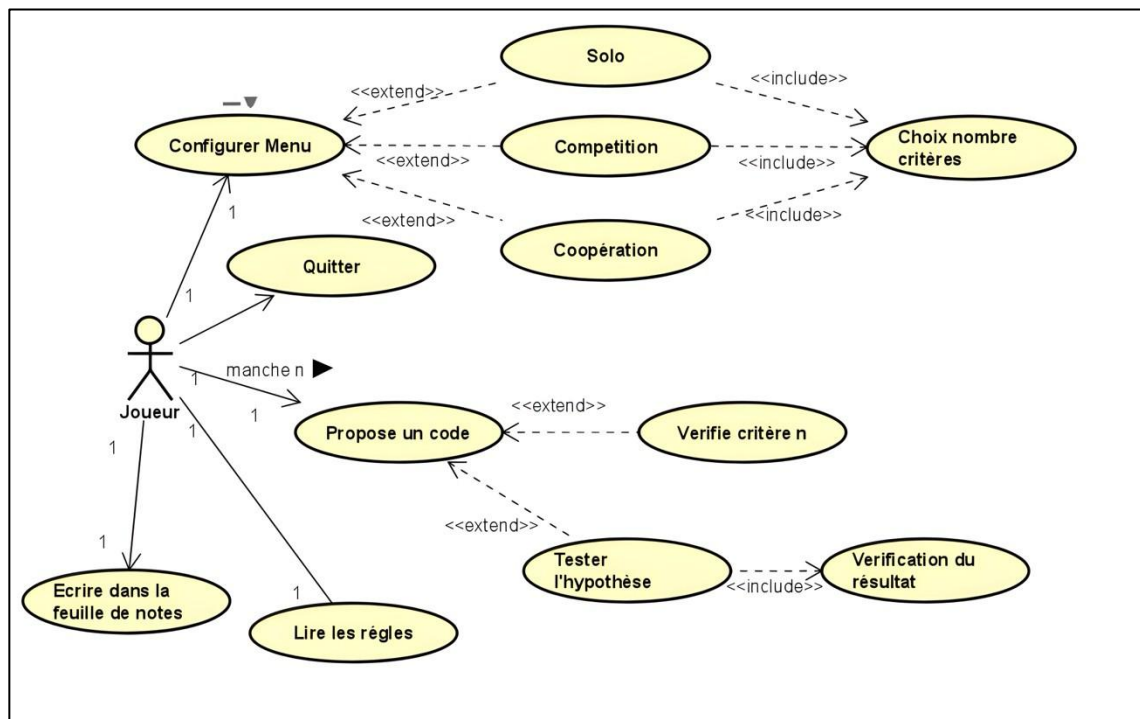 Solo
<<extend>>
<<include>>
Configurer Menu
Competition
Choix nombre
critères
<<extend>>
<<include>>
1
<<extend>>
<<include>>
Coopération
Quitter
1
manche n
1
1
Joueur
Propose un code
<<extend>>
Verifie critère n
1
1
<<extend>>
Tester
l'hypothèse
<<include>>
Verification du
résultat
1
Ecrire dans la
feuille de notes
1
Lire les régles